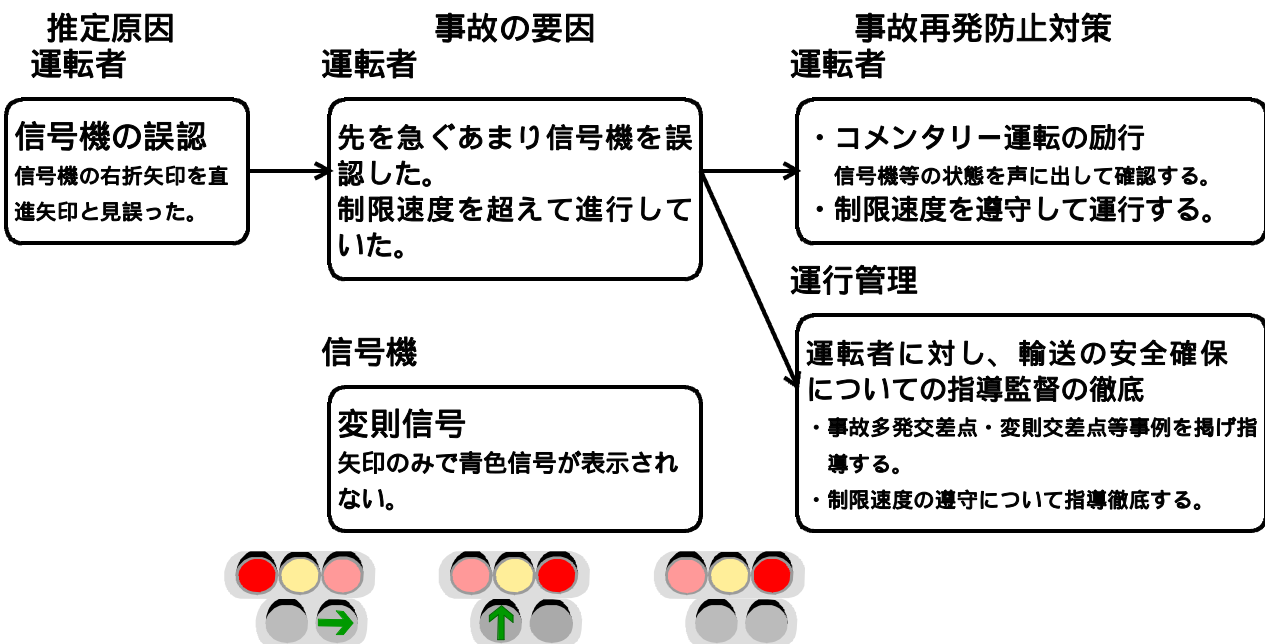 推定原因
運転者
信号機の誤認
信号機の右折矢印を直
進矢印と見誤った。
事故の要因
運転者
先を急ぐあまり信号機を誤
認した。
制限速度を超えて進行して
いた。
信号機
変則信号
矢印のみで青色信号が表示され
ない。
事故再発防止対策
運転者
・コメンタリー運転の励行
信号機等の状態を声に出して確認する。
・制限速度を遵守して運行する。
運行管理
運転者に対し、輸送の安全確保
についての指導監督の徹底
・事故多発交差点・変則交差点等事例を掲げ指
導する。
・制限速度の遵守について指導徹底する。